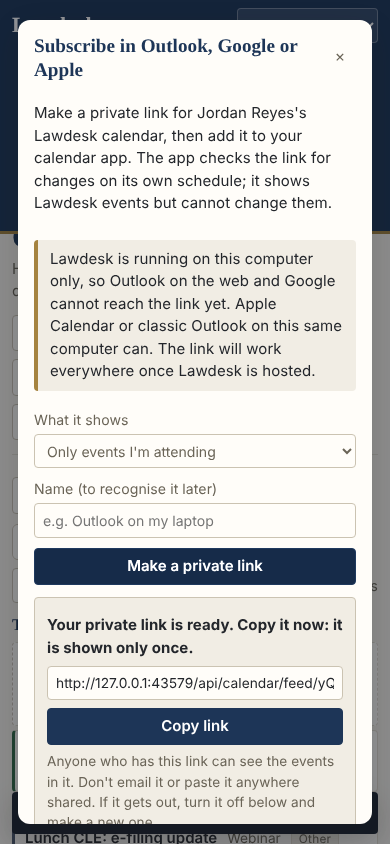 Subscribe in Outlook, Google or
Apple
×
Make a private link for Jordan Reyes's
Lawdesk calendar, then add it to your
calendar app. The app checks the link for
changes on its own schedule; it shows
Lawdesk events but cannot change them.
Lawdesk is running on this computer
only, so Outlook on the web and Google
cannot reach the link yet. Apple
Calendar or classic Outlook on this same
computer can. The link will work
everywhere once Lawdesk is hosted.
What it shows
Only events I'm attending
Name (to recognise it later)
e.g. Outlook on my laptop
Make a private link
Your private link is ready. Copy it now: it
is shown only once.
http://127.0.0.1:43579/api/calendar/feed/yQ
Copy link
Anyone who has this link can see the events
in it. Don't email it or paste it anywhere
shared. If it gets out, turn it off below and
make a new one.
Lunch CLE: e-filing update Webinar Other